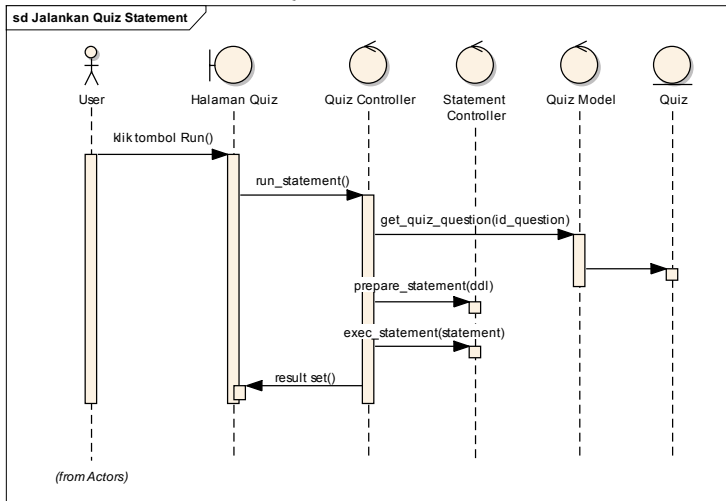 sd Jalankan Quiz Statement
User
Halaman Quiz
Quiz Controller
Statement
Controller
Quiz Model
Quiz
klik tombol Run()
run_statement()
get_quiz_question(id_question)
prepare_statement(ddl)
exec_statement(statement)
result set()
(from Actors)